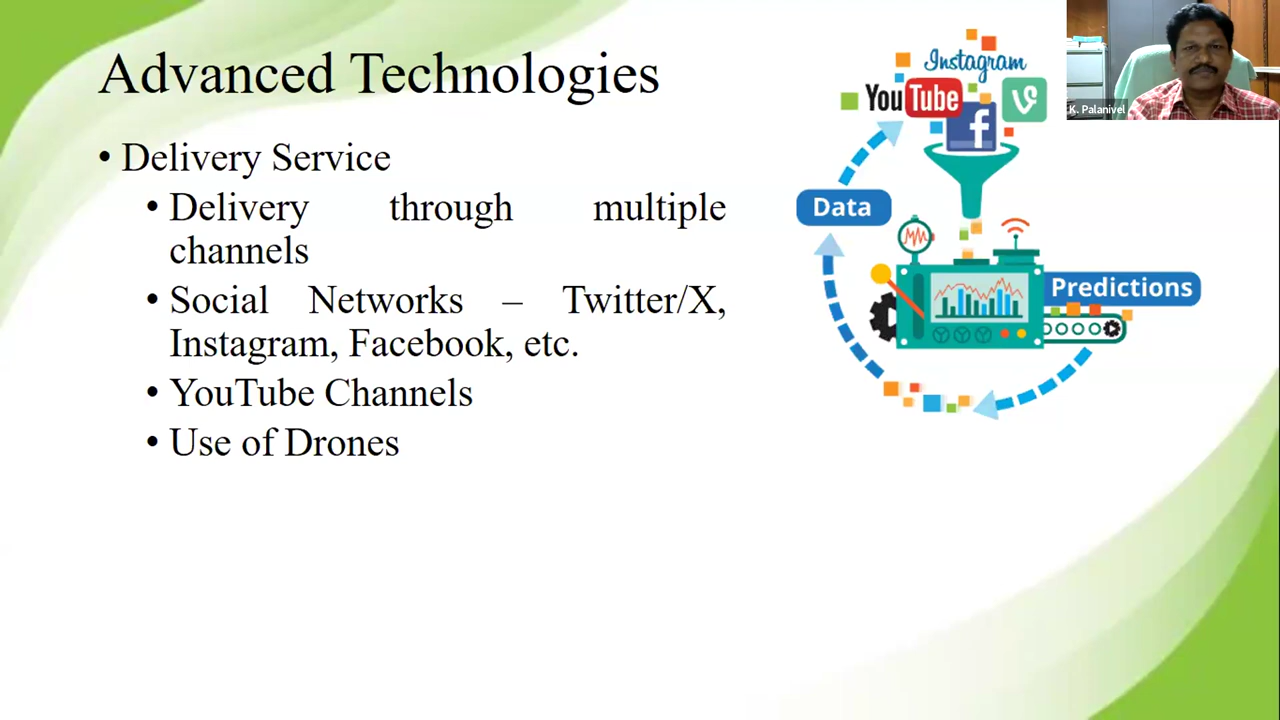 Advanced Technologies
• Delivery Service
• Delivery through multiple
channels
• Social Networks – Twitter/X,
Instagram, Facebook, etc.
• YouTube Channels
• Use of Drones
Instagram
YouTube
f
Data
Predictions
K. Palanivel